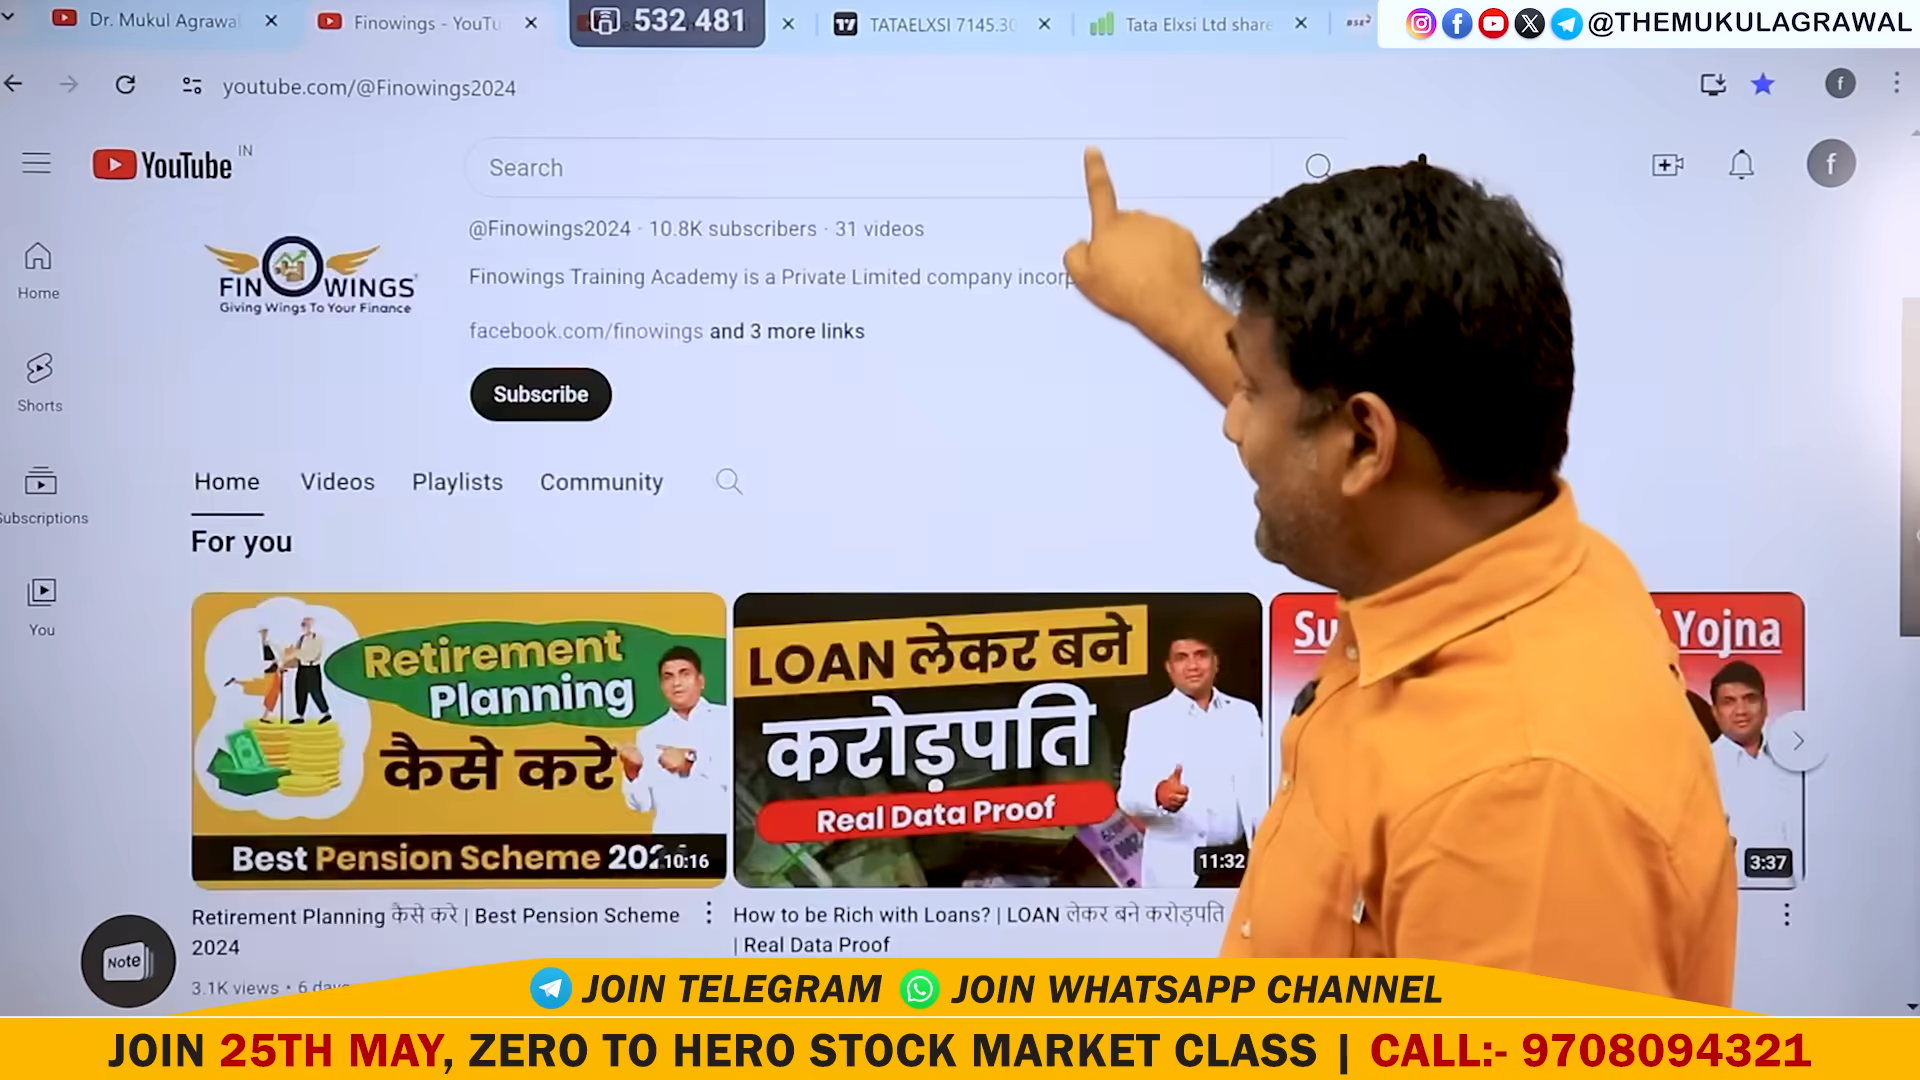 Dr. Mukul Agrawal
Finowings - YouTu
532 481
TATAELXSI 7145.30
Tata Elxsi Ltd share
@THEMUKULAGRAWAL
youtube.com/@Finowings2024
f
YouTube IN
Search
f
@Finowings2024 · 10.8K subscribers · 31 videos
FINOWINGS
Giving Wings To Your Finance
Finowings Training Academy is a Private Limited company incorp
facebook.com/finowings and 3 more links
Subscribe
Home
Shorts
Subscriptions
You
Home Videos Playlists Community
For you
Retirement
Planning
कैसे करे
Best Pension Scheme 202
10:16
LOAN लेकर बने
करोड़पति
Real Data Proof
11:32
Su
Yojna
3:37
Retirement Planning कैसे करे | Best Pension Scheme
2024
3.1K views • 6 days
How to be Rich with Loans? | LOAN लेकर बने करोड़पति
| Real Data Proof
Note
JOIN TELEGRAM JOIN WHATSAPP CHANNEL
JOIN 25TH MAY, ZERO TO HERO STOCK MARKET CLASS | CALL:- 9708094321